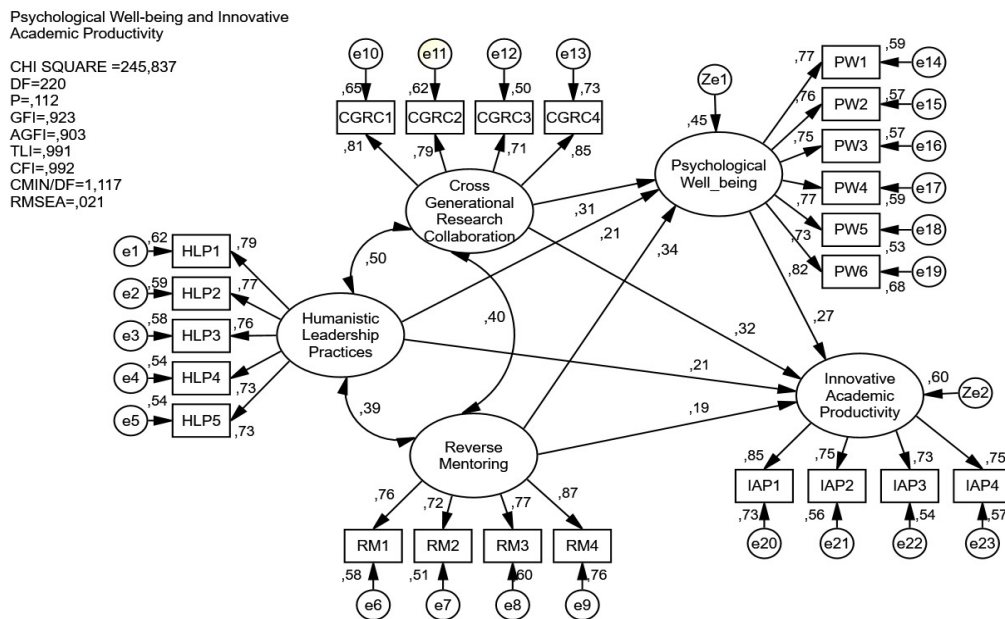 Psychological Well-being and Innovative
Academic Productivity
CHI SQUARE =245,837
DF=220
P=,112
GFI=,923
AGFI=,903
TLI=,991
CFI=,992
CMIN/DF=1,117
RMSEA=,021
e10
e11
e12
e13
,65
,62
,50
,73
CGRC1
CGRC2
CGRC3
CGRC4
,81
,79
,71
,85
Cross
Generational
Research
Collaboration
Ze1
,45
Psychological
Well_being
,77
,59
PW1
e14
,76
,57
PW2
e15
,75
,57
PW3
e16
PW4
e17
,77
,59
PW5
e18
,73
,53
PW6
e19
,82
,68
,31
,21
,34
,50
,40
,39
e1
,62
HLP1
,79
e2
,59
HLP2
,77
e3
,58
HLP3
,76
e4
,54
HLP4
,73
e5
,54
HLP5
,73
Humanistic
Leadership
Practices
,32
,21
,19
,27
Innovative
Academic
Productivity
,60
Ze2
Reverse
Mentoring
,76
,72
,77
,87
RM1
RM2
RM3
RM4
,58
,51
,60
,76
e6
e7
e8
e9
,85
,75
,73
,75
IAP1
IAP2
IAP3
IAP4
,73
,56
,54
,57
e20
e21
e22
e23